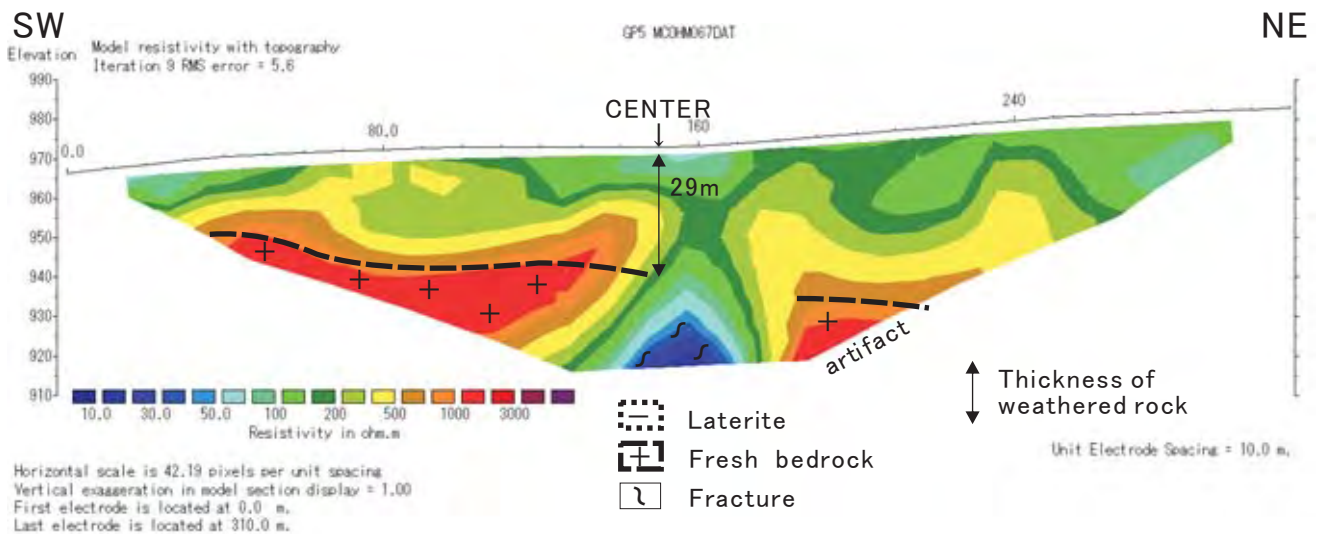 SW
NE
GP5 MCOHM067DAT
Elevation
Model resistivity with topography
Iteration 9 RMS error = 5.6
990
980
970
960
950
940
930
920
910
0.0
80.0
CENTER
160
240
29m
artifact
10.0 30.0 50.0 100 200 500 1000 3000
Resistivity in ohm.m
Laterite
Fresh bedrock
Fracture
Thickness of
weathered rock
Unit Electrode Spacing = 10.0 m.
Horizontal scale is 42.19 pixels per unit spacing
Vertical exaggeration in model section display = 1.00
First electrode is located at 0.0 m.
Last electrode is located at 310.0 m.